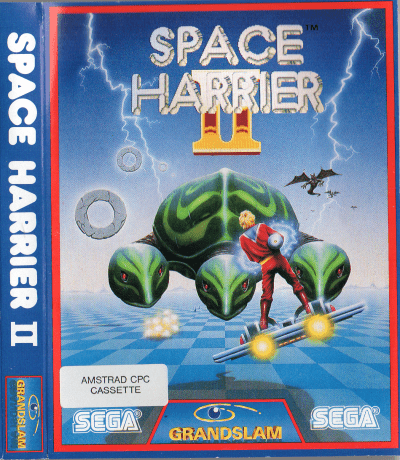 SPACE HARRIER II
GRANDSLAM
SPACE
HARRIER
TM
II
AMSTRAD CPC
CASSETTE
SEGA®
GRANDSLAM
SEGA®